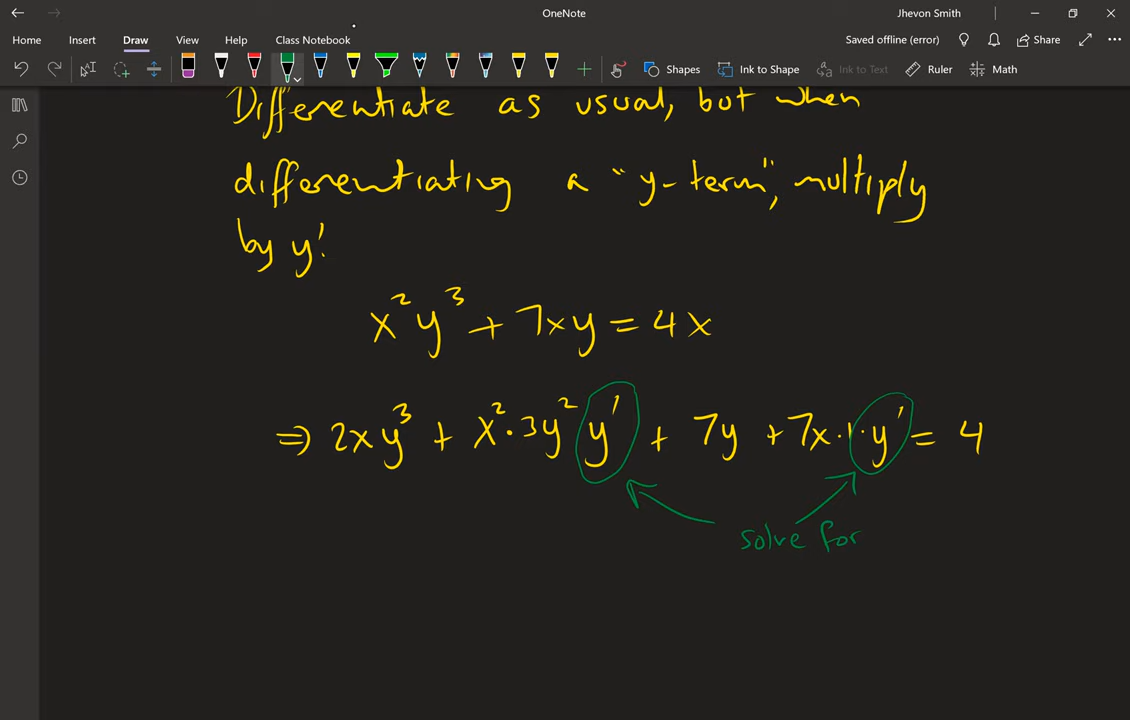 OneNote
Jhevon Smith
Home Insert Draw View Help Class Notebook
Saved offline (error) Share
Shapes Ink to Shape Ink to Text Ruler Math
Differentiate as usual, but when
differentiating a "y-term", multiply
by y'.
x²y³ + 7xy = 4x
⇒ 2xy³ + x²·3y² y' + 7y + 7x·1·y' = 4
solve for